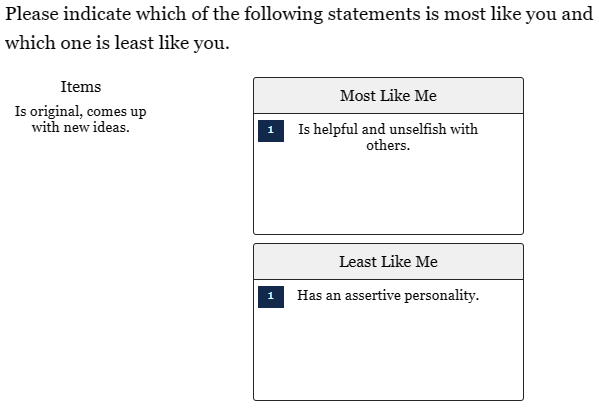 Please indicate which of the following statements is most like you and
which one is least like you.
Items
Is original, comes up
with new ideas.
Most Like Me
1 Is helpful and unselfish with
others.
Least Like Me
1 Has an assertive personality.